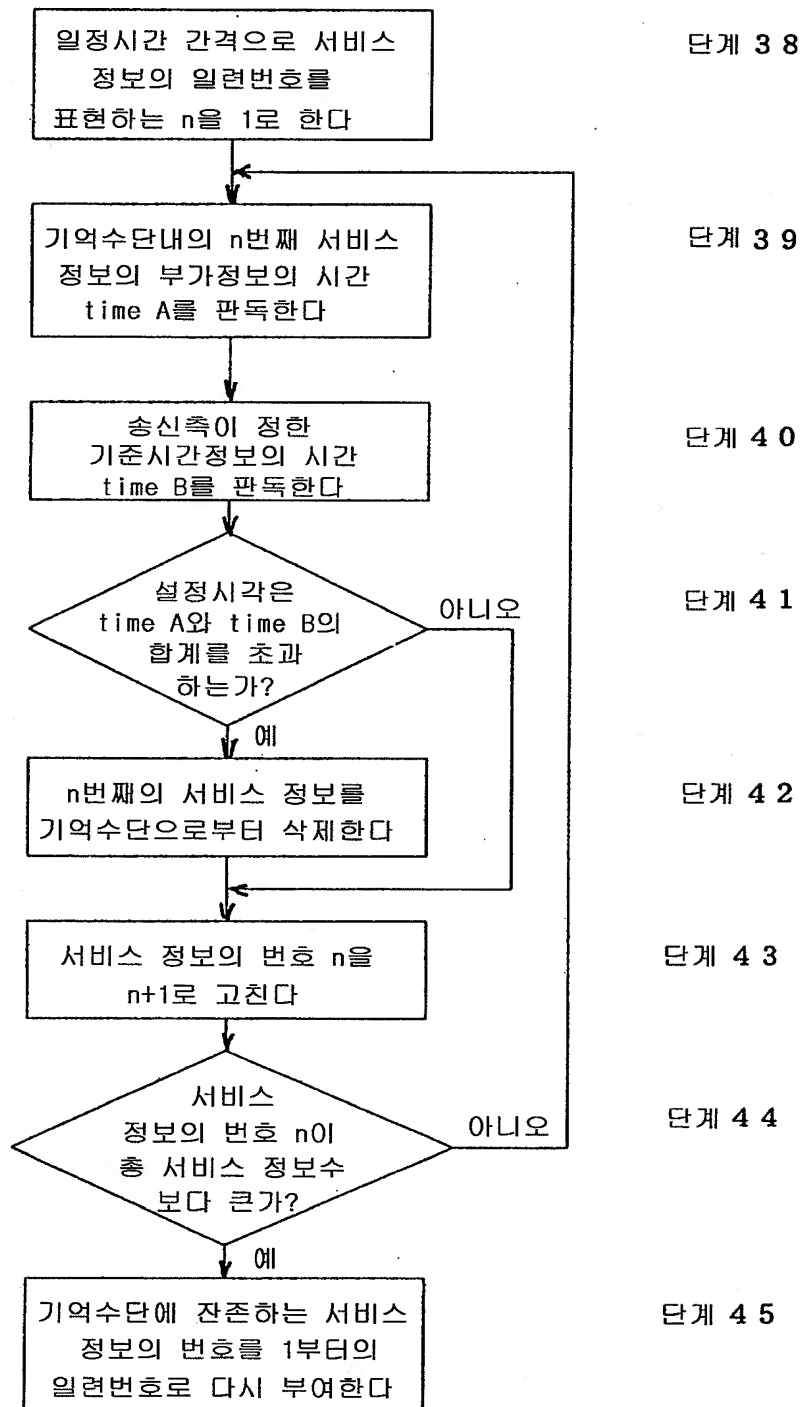 일정시간 간격으로 서비스
정보의 일련번호를
표현하는 n을 1로 한다
단계 38
기억수단내의 n번째 서비스
정보의 부가정보의 시간
time A를 판독한다
단계 39
송신측이 정한
기준시간정보의 시간
time B를 판독한다
단계 40
설정시각은
time A와 time B의
합계를 초과
하는가?
아니오
단계 41
예
n번째의 서비스 정보를
기억수단으로부터 삭제한다
단계 42
서비스 정보의 번호 n을
n+1로 고친다
단계 43
서비스
정보의 번호 n이
총 서비스 정보수
보다 큰가?
아니오
단계 44
예
기억수단에 잔존하는 서비스
정보의 번호를 1부터의
일련번호로 다시 부여한다
단계 45